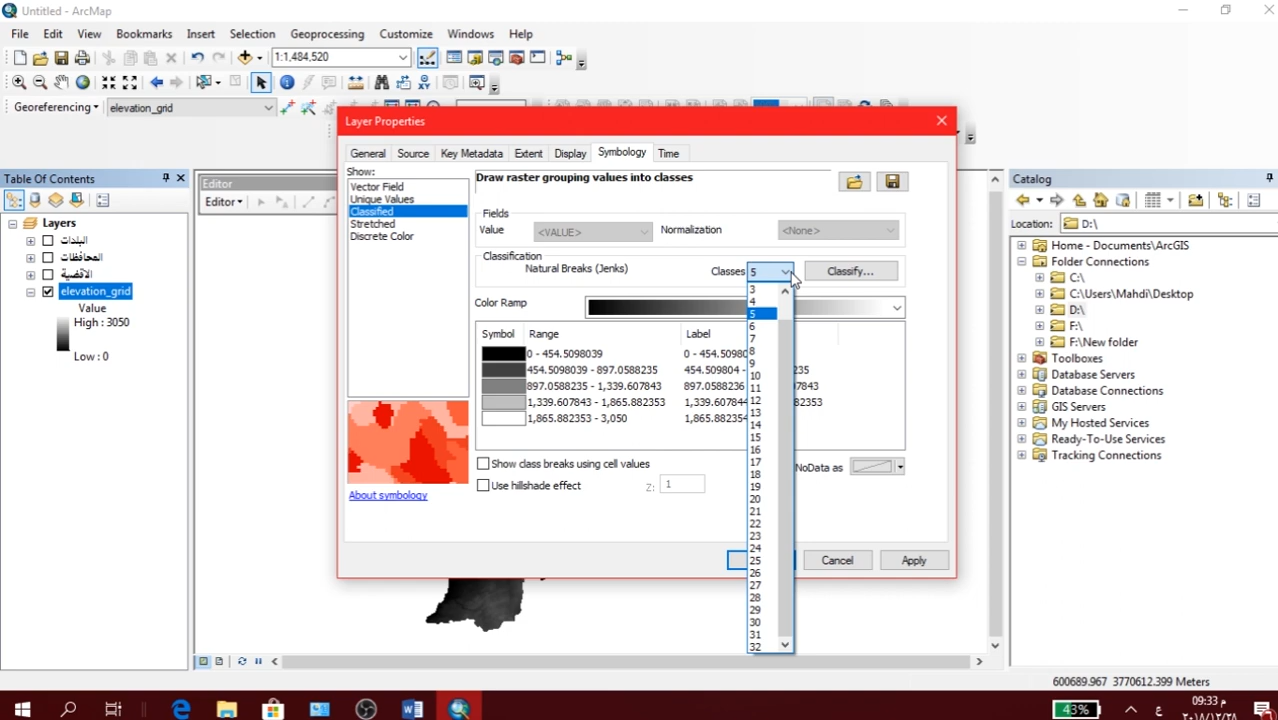 Untitled - ArcMap
File Edit View Bookmarks Insert Selection Geoprocessing Customize Windows Help
1:1,484,520
Georeferencing elevation_grid
Table Of Contents
Layers
البلدات
المحافظات
الأقضية
elevation_grid
Value
High : 3050
Low : 0
Editor
Editor
Layer Properties
General Source Key Metadata Extent Display Symbology Time
Show:
Vector Field
Unique Values
Classified
Stretched
Discrete Color
About symbology
Draw raster grouping values into classes
Fields
Value <VALUE> Normalization <None>
Classification
Natural Breaks (Jenks) Classes 5 Classify...
Color Ramp
Symbol Range Label
0 - 454.5098039 0 - 454.5098
454.5098039 - 897.0588235 454.509804 -
897.0588235 - 1,339.607843 897.0588236
1,339.607843 - 1,865.882353 1,339.607844
1,865.882353 - 3,050 1,865.882354
3
4
5
6
7
8
9
10
11
12
13
14
15
16
17
18
19
20
21
22
23
24
25
26
27
28
29
30
31
32
Show class breaks using cell values
NoData as
Use hillshade effect Z: 1
Cancel Apply
Catalog
Location: D:\
Home - Documents\ArcGIS
Folder Connections
C:\
C:\Users\Mahdi\Desktop
D:\
F:\
F:\New folder
Toolboxes
Database Servers
Database Connections
GIS Servers
My Hosted Services
Ready-To-Use Services
Tracking Connections
600689.967 3770612.399 Meters
43% ع 09:33 م
٢٠١٨/١٢/٢٨